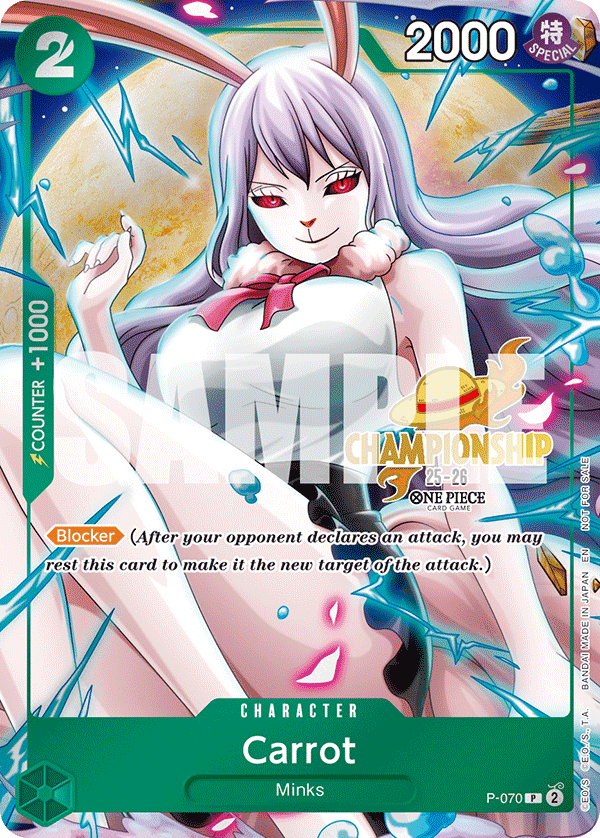 2
2000
特
SPECIAL
COUNTER +1000
SAMPLE
CHAMPIONSHIP
25-26
ONE PIECE
CARD GAME
Blocker (After your opponent declares an attack, you may
rest this card to make it the new target of the attack.)
CHARACTER
Carrot
Minks
P-070 P 2
©E.O./S. ©E.O./S.,T.A. BANDAI MADE IN JAPAN EN NOT FOR SALE